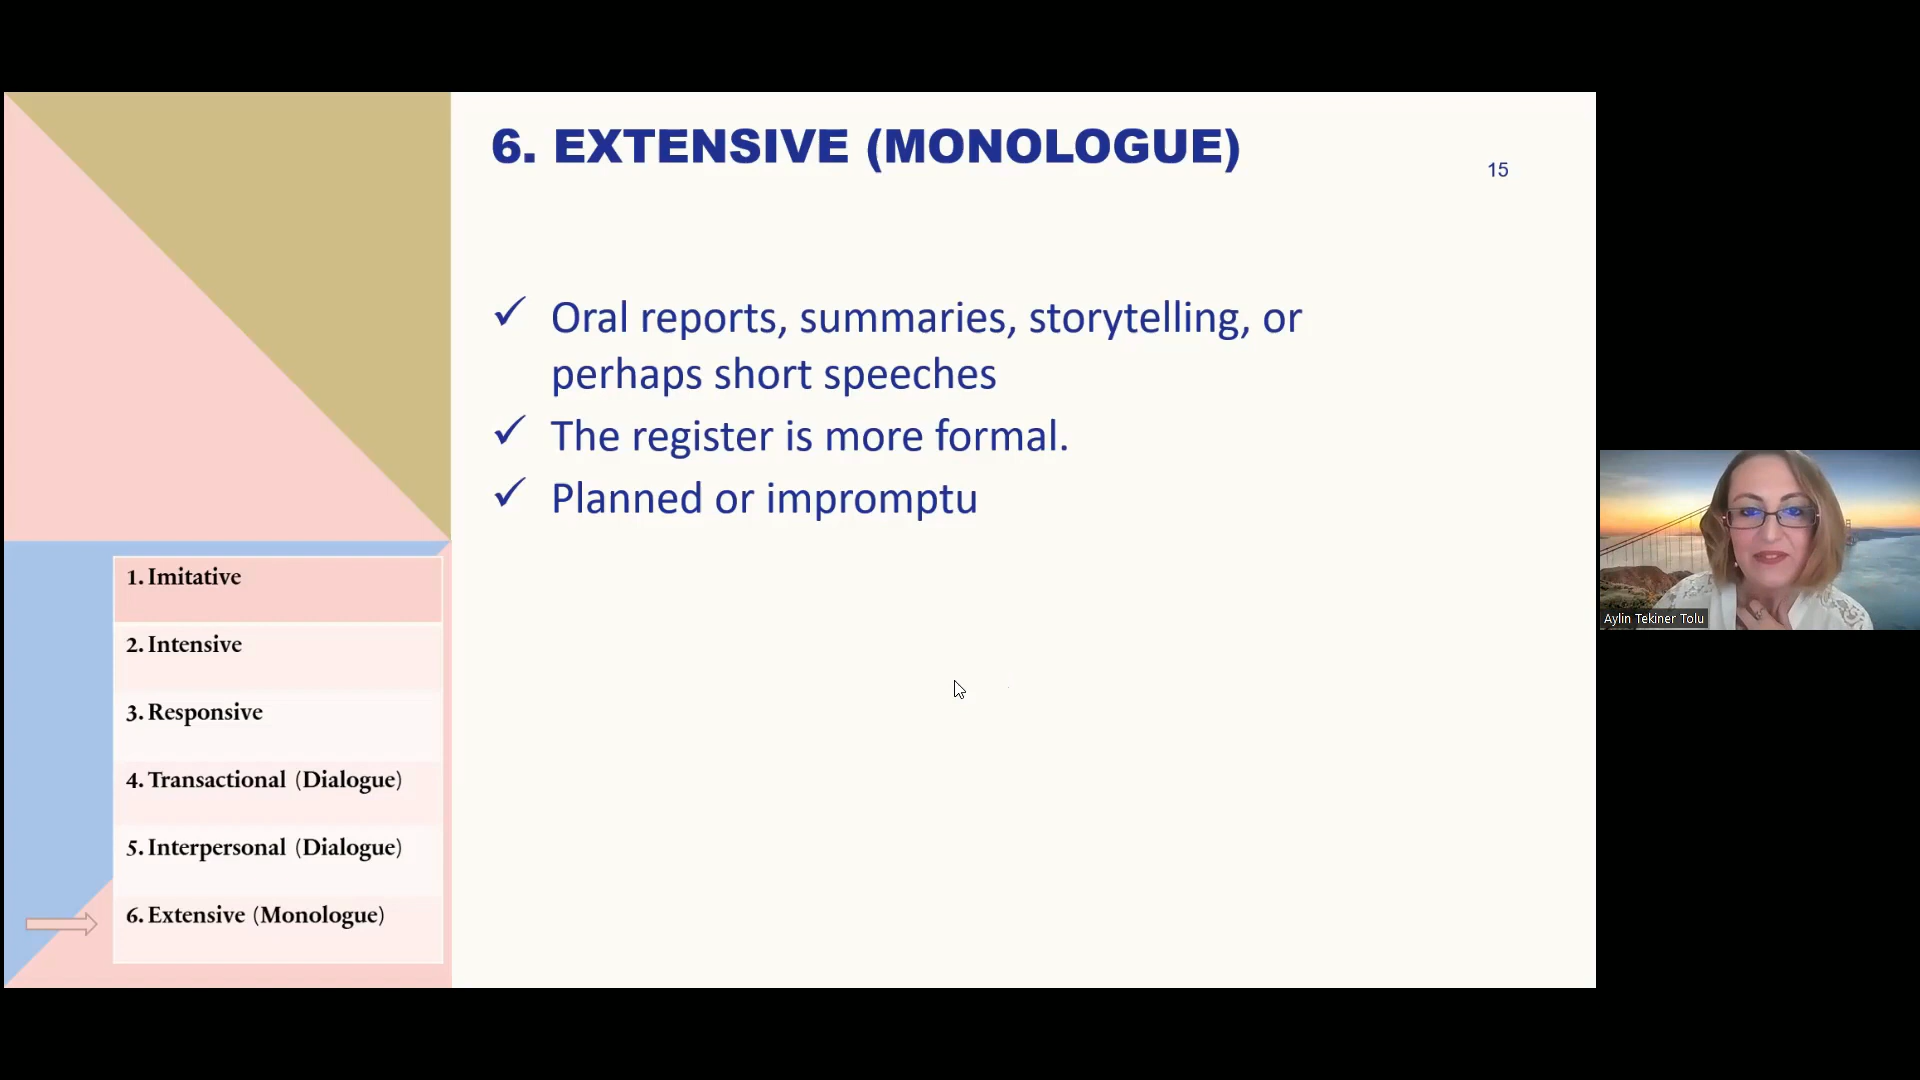 6. EXTENSIVE (MONOLOGUE)
15
✓ Oral reports, summaries, storytelling, or
perhaps short speeches
✓ The register is more formal.
✓ Planned or impromptu
1. Imitative
2. Intensive
3. Responsive
4. Transactional (Dialogue)
5. Interpersonal (Dialogue)
6. Extensive (Monologue)
Aylin Tekiner Tolu